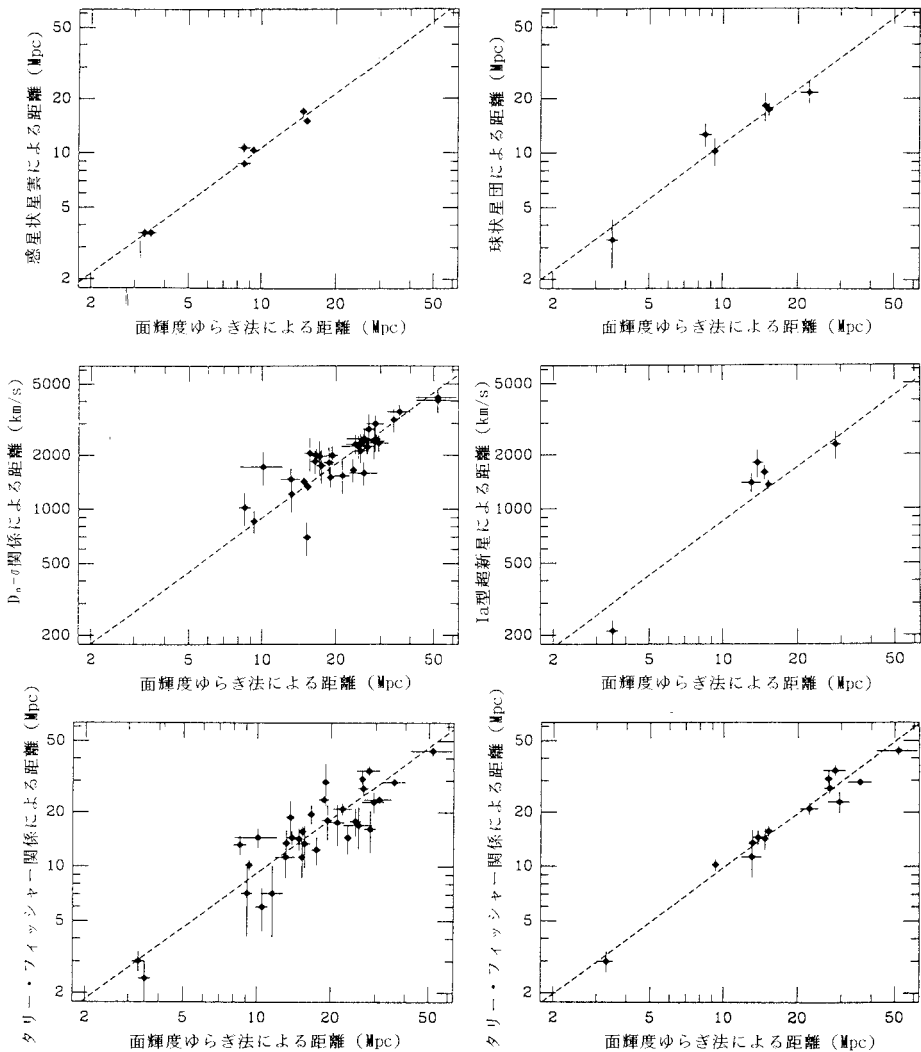 惑星状星雲による距離 (Mpc)
50
20
10
5
2
2 5 10 20 50
面輝度ゆらぎ法による距離 (Mpc)
球状星団による距離 (Mpc)
50
20
10
5
2
2 5 10 20 50
面輝度ゆらぎ法による距離 (Mpc)
Dn-σ関係による距離 (km/s)
5000
2000
1000
500
200
2 5 10 20 50
面輝度ゆらぎ法による距離 (Mpc)
Ia型超新星による距離 (km/s)
5000
2000
1000
500
200
2 5 10 20 50
面輝度ゆらぎ法による距離 (Mpc)
タリー・フィッシャー関係による距離 (Mpc)
50
20
10
5
2
2 5 10 20 50
面輝度ゆらぎ法による距離 (Mpc)
タリー・フィッシャー関係による距離 (Mpc)
50
20
10
5
2
2 5 10 20 50
面輝度ゆらぎ法による距離 (Mpc)